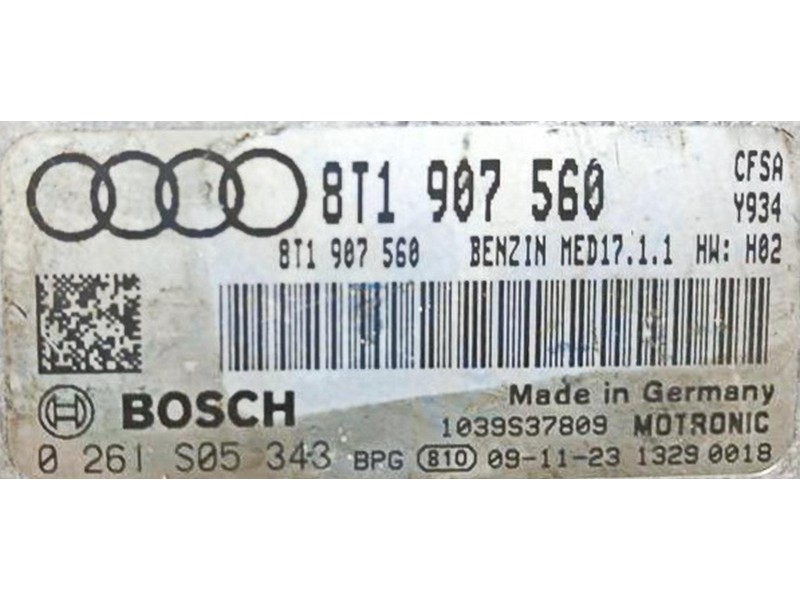 8T1 907 560 CFSA
Y934
8T1 907 560 BENZIN MED17.1.1 HW: H02
BOSCH Made in Germany
1039S37809 MOTRONIC
0 261 S05 343 BPG 810 09-11-23 1329 0018